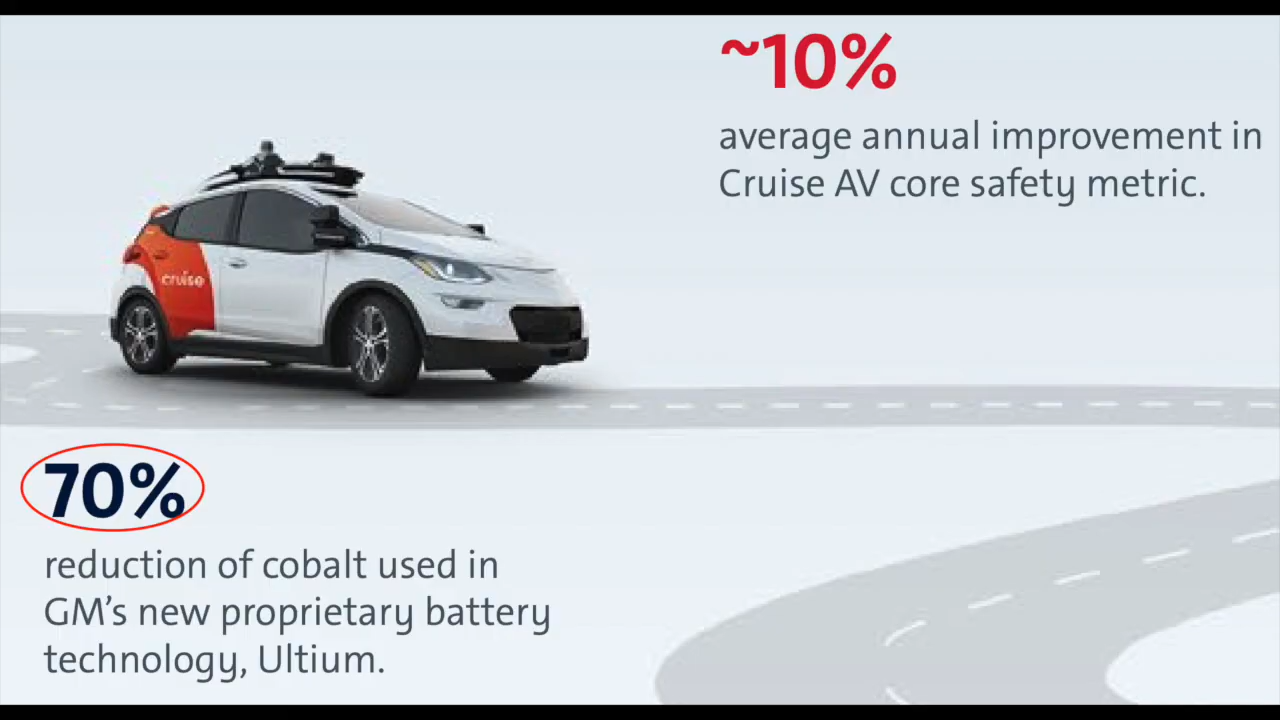 ~10%
average annual improvement in
Cruise AV core safety metric.
cruise
70%
reduction of cobalt used in
GM's new proprietary battery
technology, Ultium.